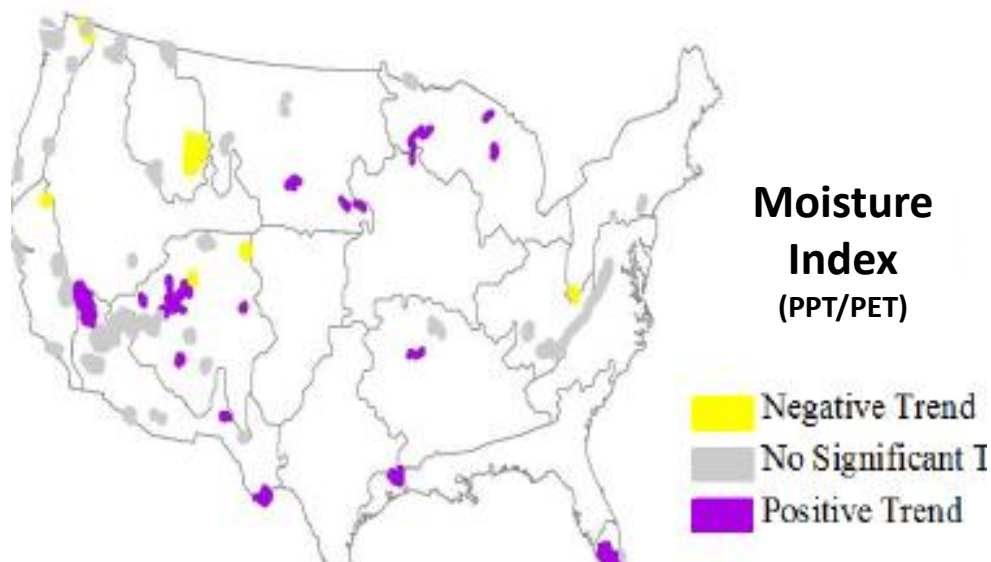 Moisture
Index
(PPT/PET)
Negative Trend
No Significant T
Positive Trend